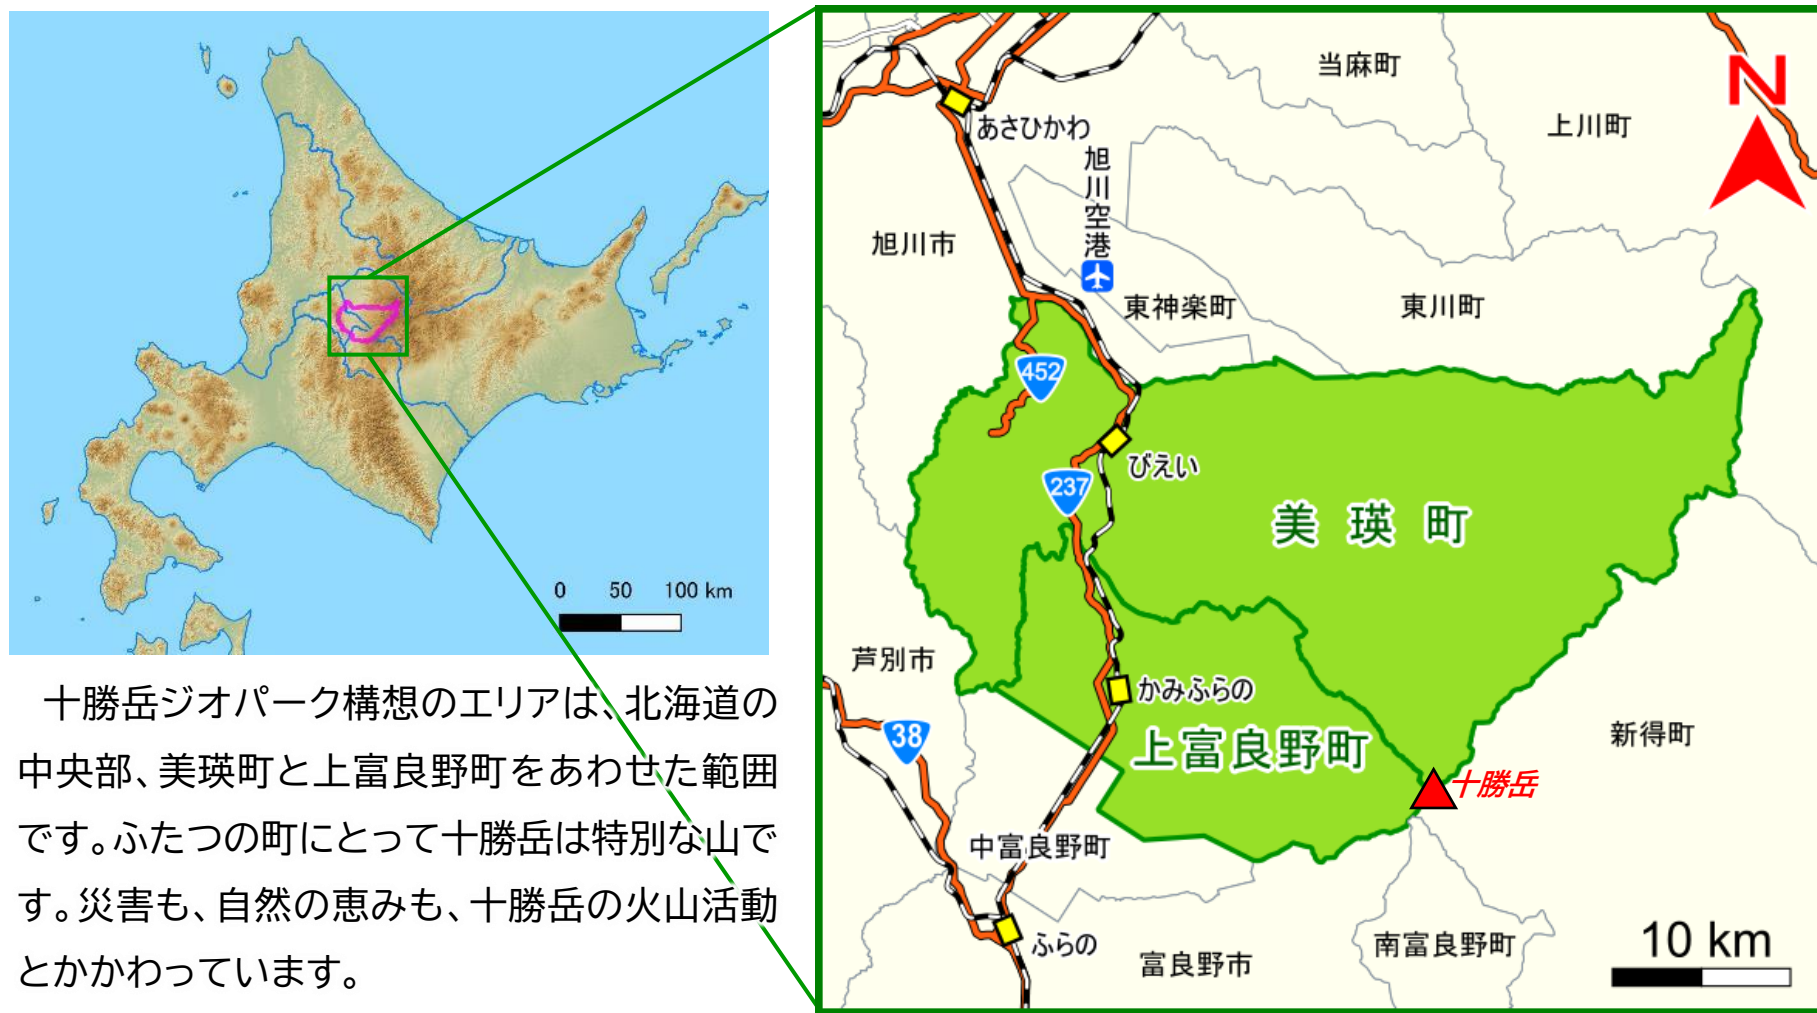 0 50 100 km
十勝岳ジオパーク構想のエリアは、北海道の
中央部、美瑛町と上富良野町をあわせた範囲
です。ふたつの町にとって十勝岳は特別な山で
す。災害も、自然の恵みも、十勝岳の火山活動
とかかわっています。
当麻町
N
上川町
あさひかわ
旭川空港
旭川市
東神楽町
東川町
452
びえい
237
美瑛町
芦別市
かみふらの
38
上富良野町
新得町
十勝岳
中富良野町
ふらの
富良野市
南富良野町
10 km